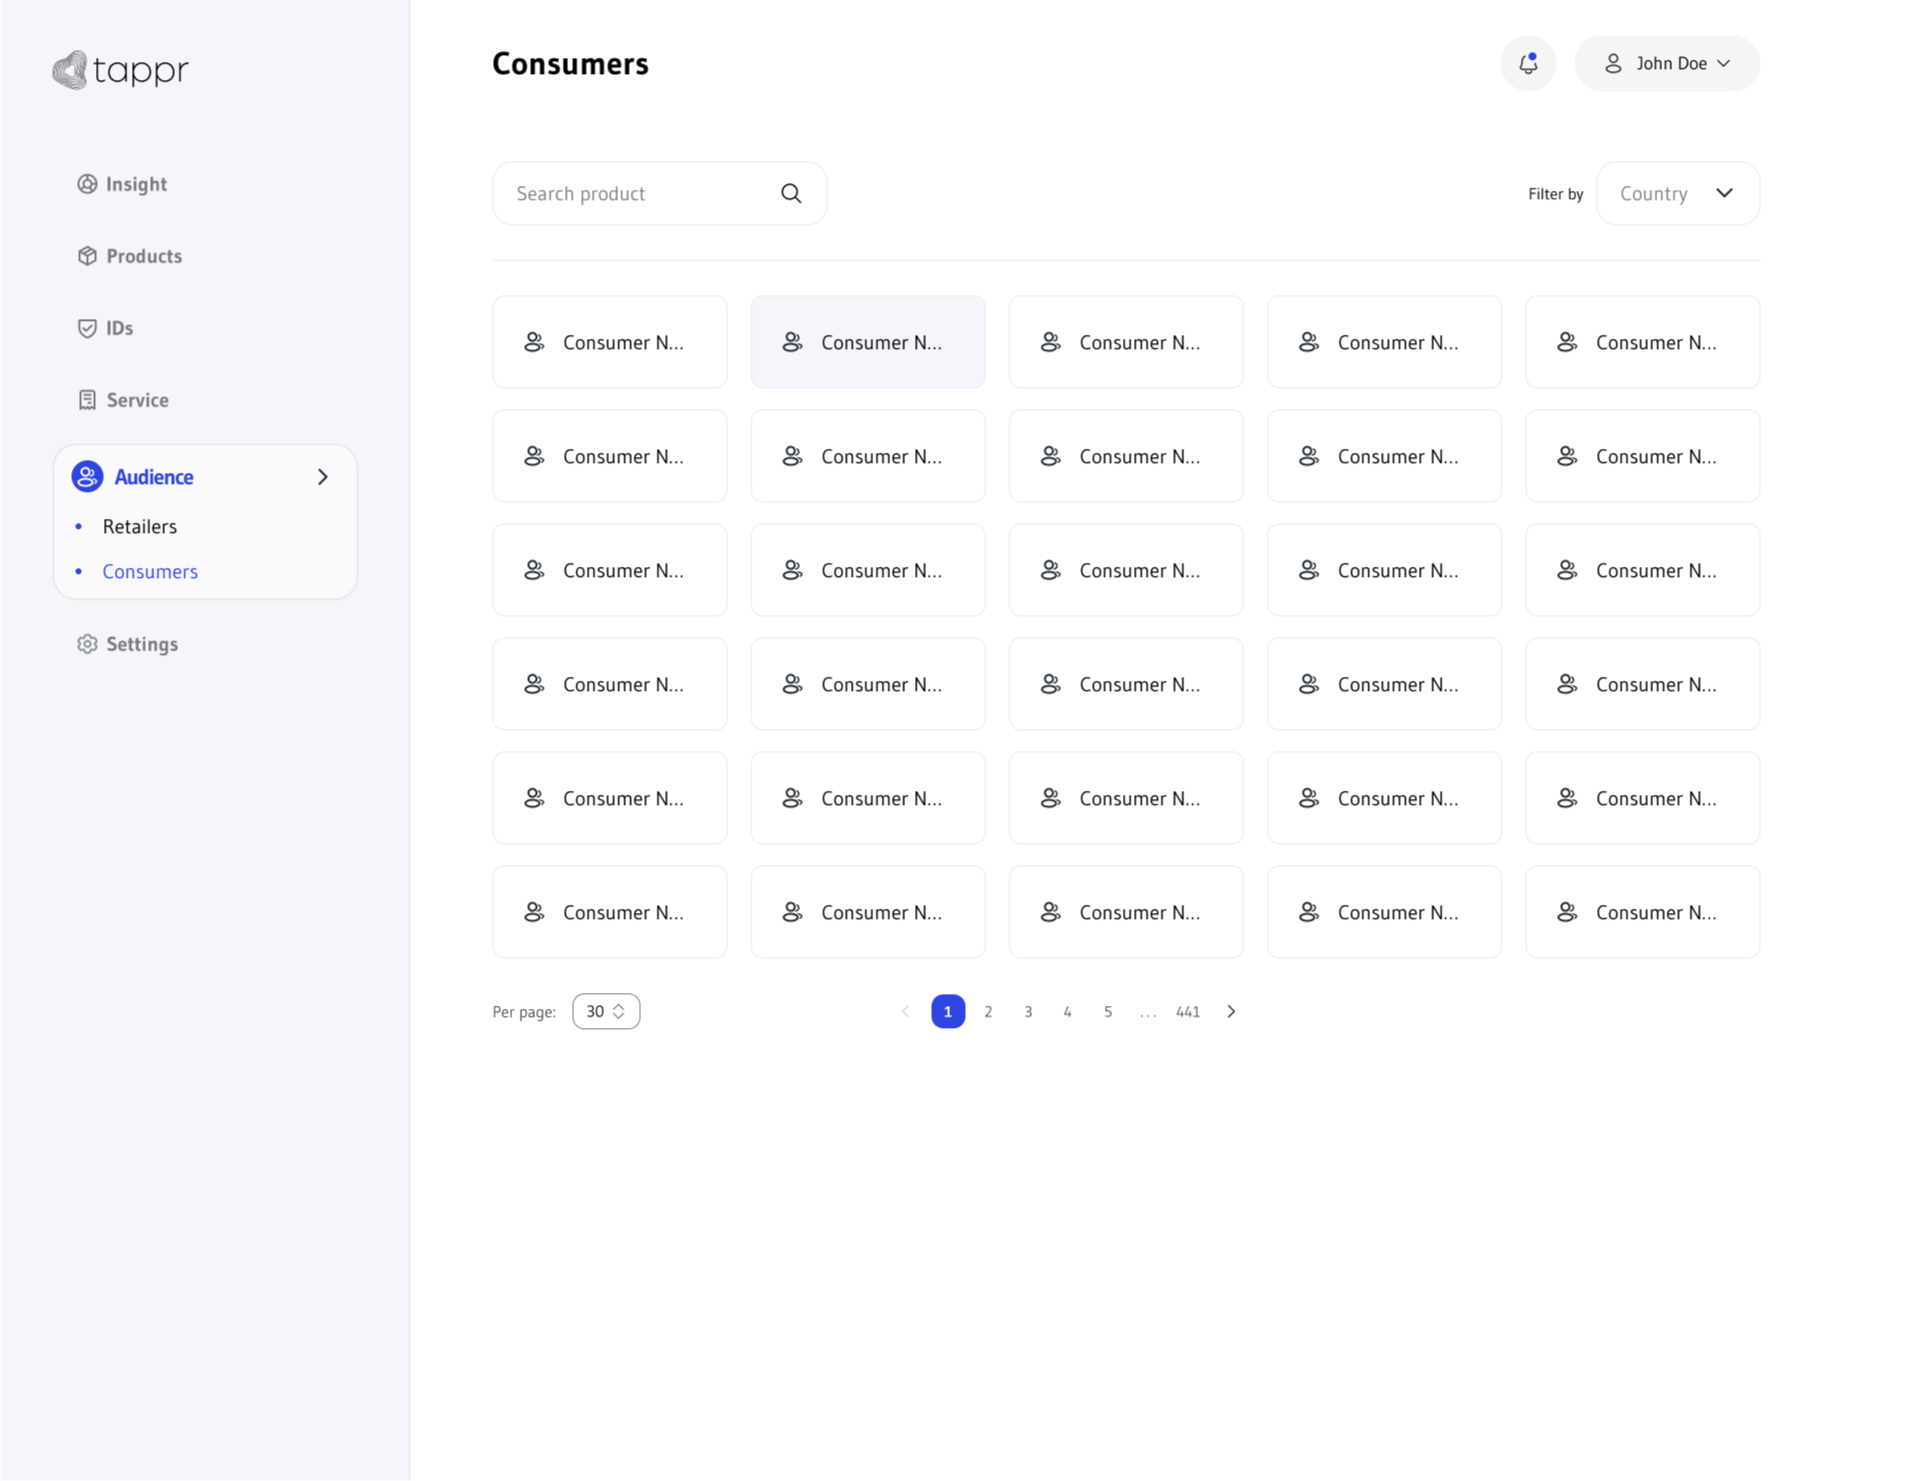 tappr
Consumers
John Doe
Insight
Products
IDs
Service
Audience
Retailers
Consumers
Settings
Search product
Filter by Country
Consumer N... Consumer N... Consumer N... Consumer N... Consumer N...
Consumer N... Consumer N... Consumer N... Consumer N... Consumer N...
Consumer N... Consumer N... Consumer N... Consumer N... Consumer N...
Consumer N... Consumer N... Consumer N... Consumer N... Consumer N...
Consumer N... Consumer N... Consumer N... Consumer N... Consumer N...
Consumer N... Consumer N... Consumer N... Consumer N... Consumer N...
Per page: 30 1 2 3 4 5 ... 441